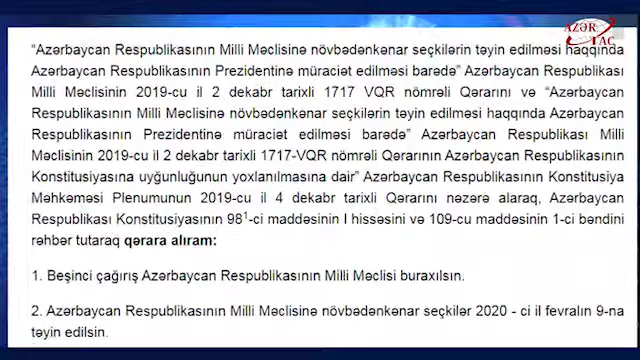 AZƏR
TAC
“Azərbaycan Respublikasının Milli Məclisinə növbədənkənar seçkilərin təyin edilməsi haqqında
Azərbaycan Respublikasının Prezidentinə müraciət edilməsi barədə” Azərbaycan Respublikası
Milli Məclisinin 2019-cu il 2 dekabr tarixli 1717 VQR nömrəli Qərarını və “Azərbaycan
Respublikasının Milli Məclisinə növbədənkənar seçkilərin təyin edilməsi haqqında Azərbaycan
Respublikasının Prezidentinə müraciət edilməsi barədə” Azərbaycan Respublikası Milli
Məclisinin 2019-cu il 2 dekabr tarixli 1717-VQR nömrəli Qərarının Azərbaycan Respublikasının
Konstitusiyasına uyğunluğunun yoxlanılmasına dair” Azərbaycan Respublikasının Konstitusiya
Məhkəməsi Plenumunun 2019-cu il 4 dekabr tarixli Qərarını nəzərə alaraq, Azərbaycan
Respublikası Konstitusiyasının 98¹-ci maddəsinin I hissəsini və 109-cu maddəsinin 1-ci bəndini
rəhbər tutaraq qərara alıram:
1. Beşinci çağırış Azərbaycan Respublikasının Milli Məclisi buraxılsın.
2. Azərbaycan Respublikasının Milli Məclisinə növbədənkənar seçkilər 2020 - ci il fevralın 9-na
təyin edilsin.